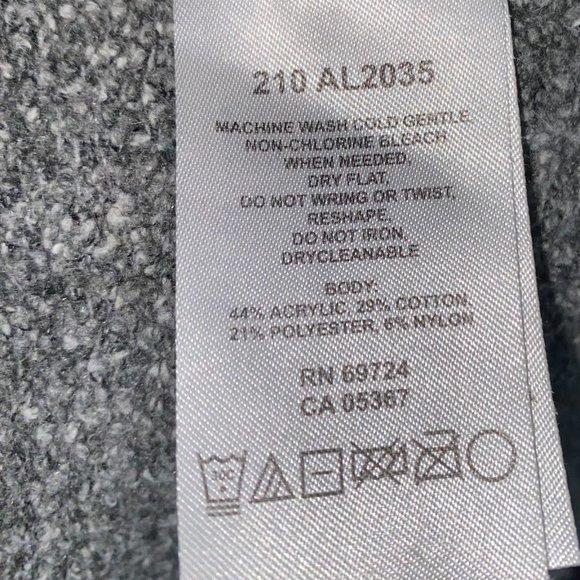 210 AL2035
MACHINE WASH COLD GENTLE,
NON-CHLORINE BLEACH
WHEN NEEDED,
DRY FLAT,
DO NOT WRING OR TWIST,
RESHAPE,
DO NOT IRON,
DRYCLEANABLE
BODY:
44% ACRYLIC, 29% COTTON,
21% POLYESTER, 6% NYLON
RN 69724
CA 05367